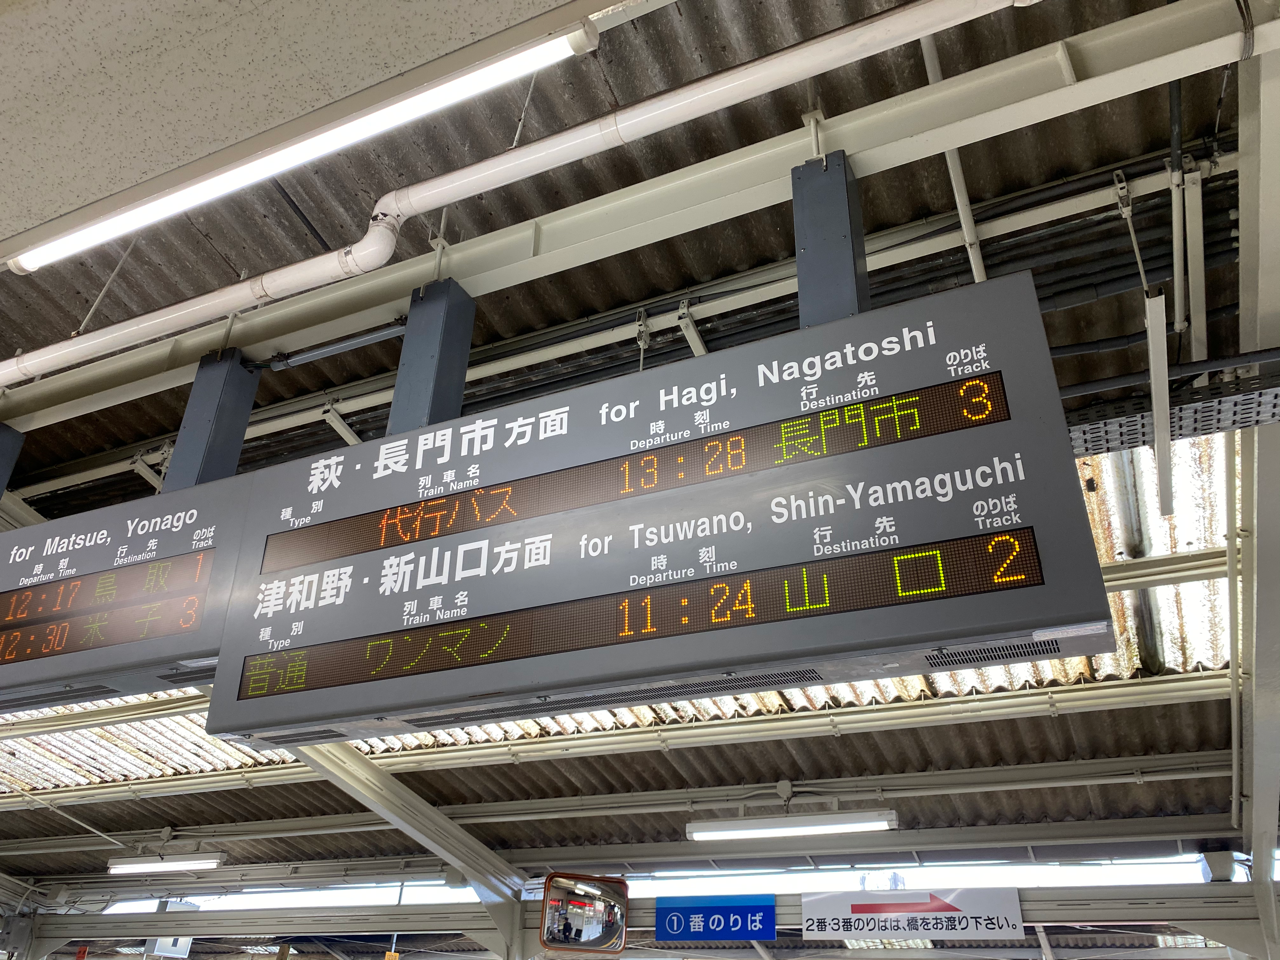 for Matsue, Yonago
時刻 行先 のりば
Departure Time Destination Track
12:17 鳥取 1
12:30 米子 3
萩・長門市方面 for Hagi, Nagatoshi
種別 列車名 時刻 行先 のりば
Type Train Name Departure Time Destination Track
代行バス 13:28 長門市 3
津和野・新山口方面 for Tsuwano, Shin-Yamaguchi
種別 列車名 時刻 行先 のりば
Type Train Name Departure Time Destination Track
普通 ワンマン 11:24 山口 2
①番のりば
2番・3番のりばは、橋をお渡り下さい。